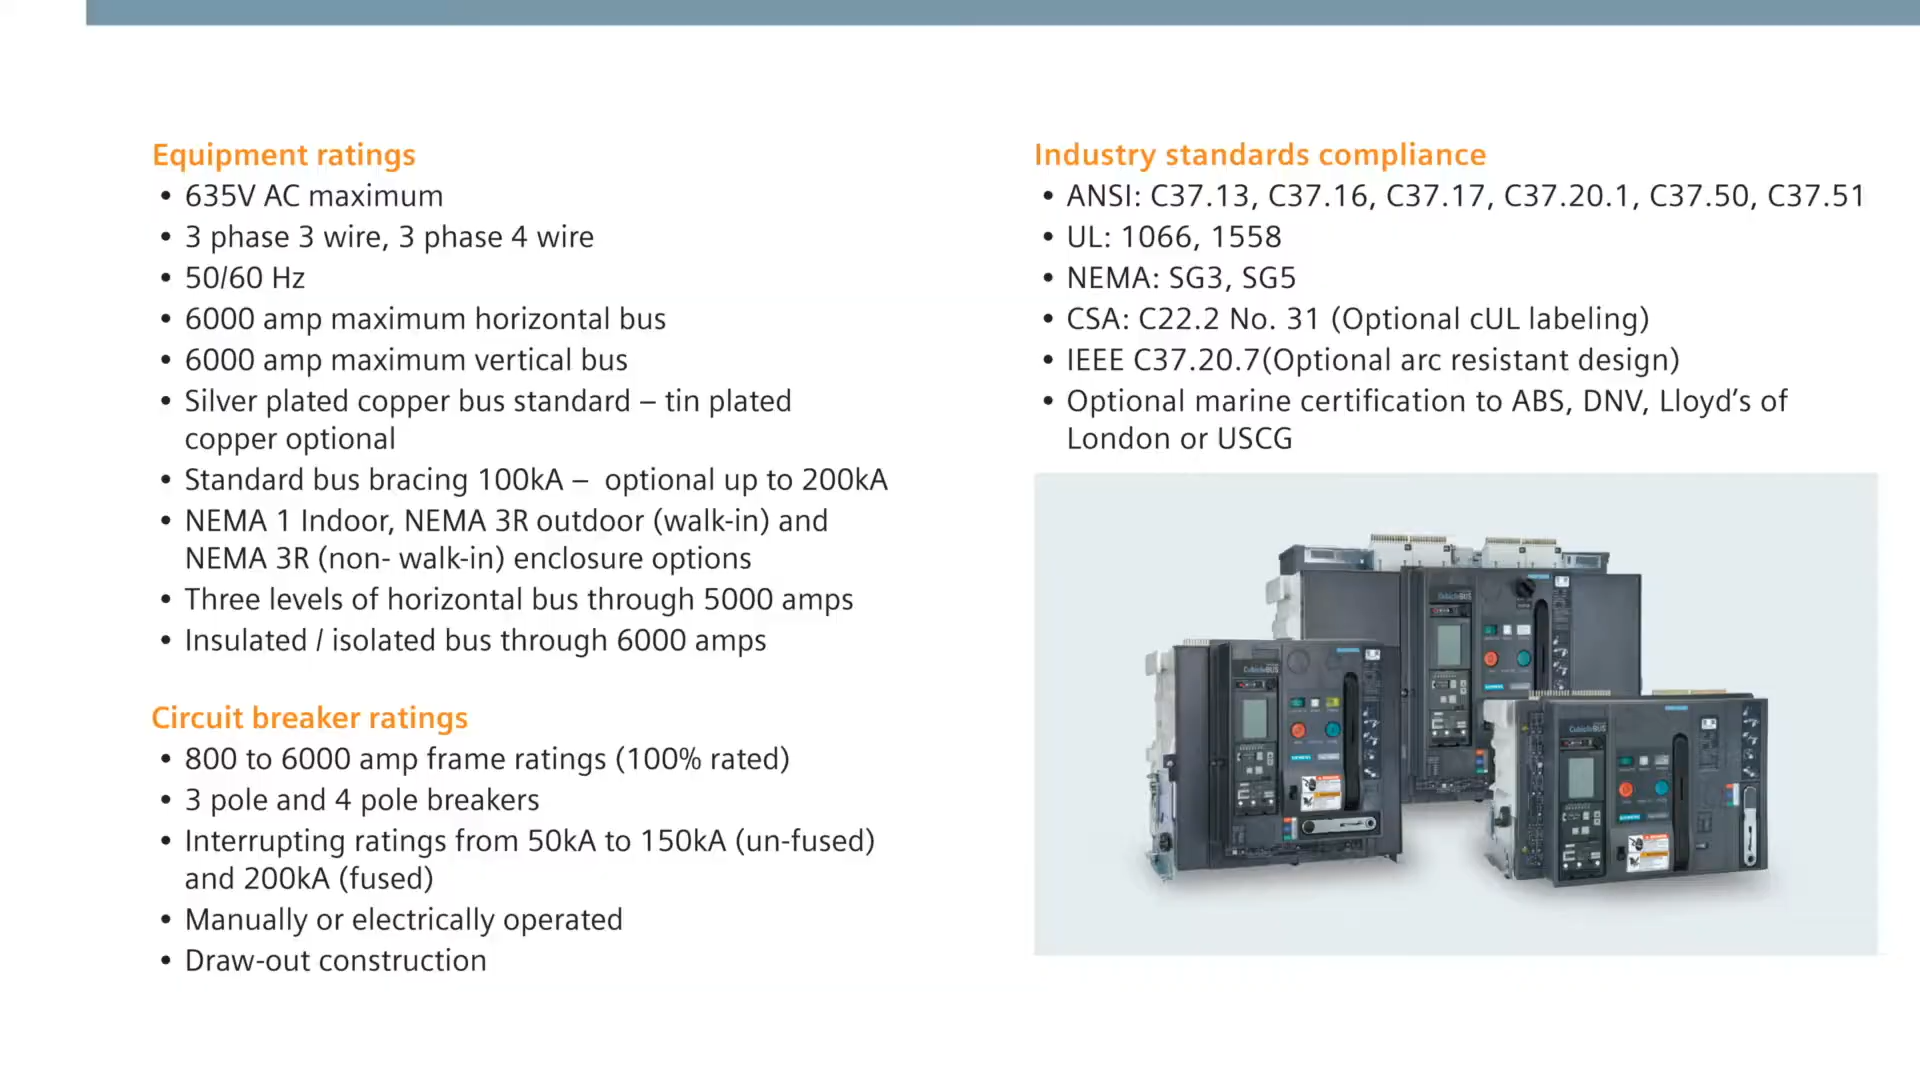 Equipment ratings
• 635V AC maximum
• 3 phase 3 wire, 3 phase 4 wire
• 50/60 Hz
• 6000 amp maximum horizontal bus
• 6000 amp maximum vertical bus
• Silver plated copper bus standard – tin plated
copper optional
• Standard bus bracing 100kA –  optional up to 200kA
• NEMA 1 Indoor, NEMA 3R outdoor (walk-in) and
NEMA 3R (non- walk-in) enclosure options
• Three levels of horizontal bus through 5000 amps
• Insulated / isolated bus through 6000 amps
Circuit breaker ratings
• 800 to 6000 amp frame ratings (100% rated)
• 3 pole and 4 pole breakers
• Interrupting ratings from 50kA to 150kA (un-fused)
and 200kA (fused)
• Manually or electrically operated
• Draw-out construction
Industry standards compliance
• ANSI: C37.13, C37.16, C37.17, C37.20.1, C37.50, C37.51
• UL: 1066, 1558
• NEMA: SG3, SG5
• CSA: C22.2 No. 31 (Optional cUL labeling)
• IEEE C37.20.7(Optional arc resistant design)
• Optional marine certification to ABS, DNV, Lloyd’s of
London or USCG
CubicleBUS
CubicleBUS
CubicleBUS
SIEMENS
SIEMENS
SIEMENS